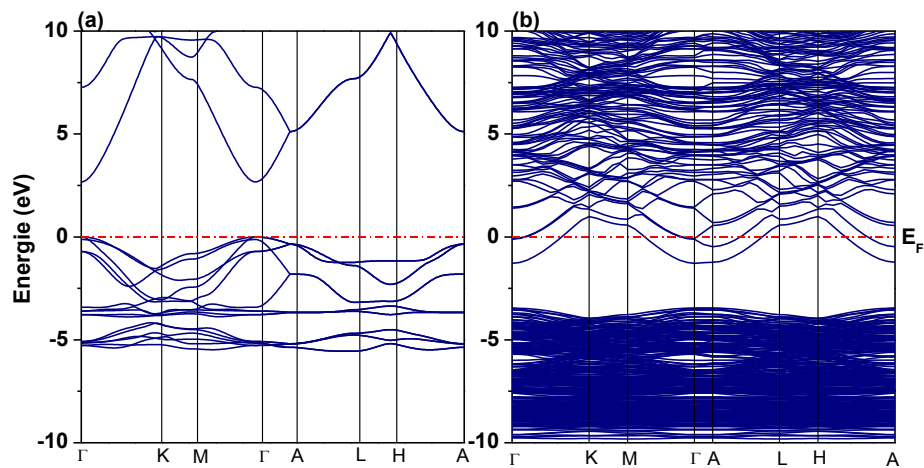 (a) (b)
10 10
5 5
0 0 E_F
-5 -5
-10 -10
Energie (eV)
Γ K M Γ A L H A Γ K M Γ A L H A